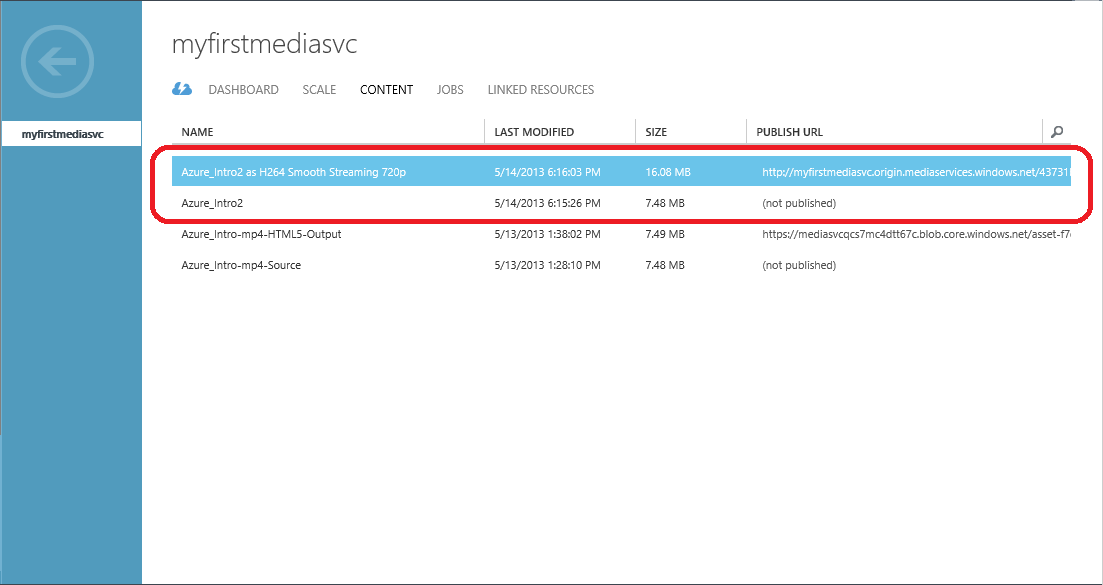 myfirstmediasvc
DASHBOARD SCALE CONTENT JOBS LINKED RESOURCES
myfirstmediasvc
NAME LAST MODIFIED SIZE PUBLISH URL
Azure_Intro2 as H264 Smooth Streaming 720p 5/14/2013 6:16:03 PM 16.08 MB http://myfirstmediasvc.origin.mediaservices.windows.net/43731
Azure_Intro2 5/14/2013 6:15:26 PM 7.48 MB (not published)
Azure_Intro-mp4-HTML5-Output 5/13/2013 1:38:02 PM 7.49 MB https://mediasvcqcs7mc4dtt67c.blob.core.windows.net/asset-f7
Azure_Intro-mp4-Source 5/13/2013 1:28:10 PM 7.48 MB (not published)